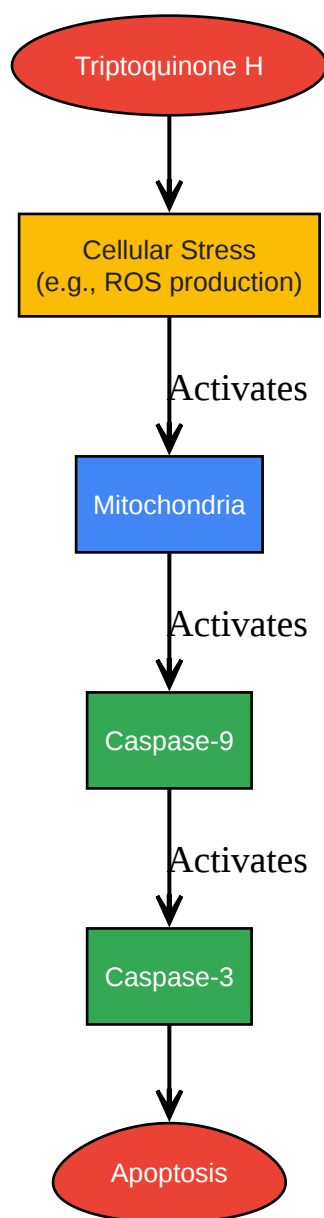 Triptoquinone H
Cellular Stress
(e.g., ROS production)
Activates
Mitochondria
Activates
Caspase-9
Activates
Caspase-3
Apoptosis